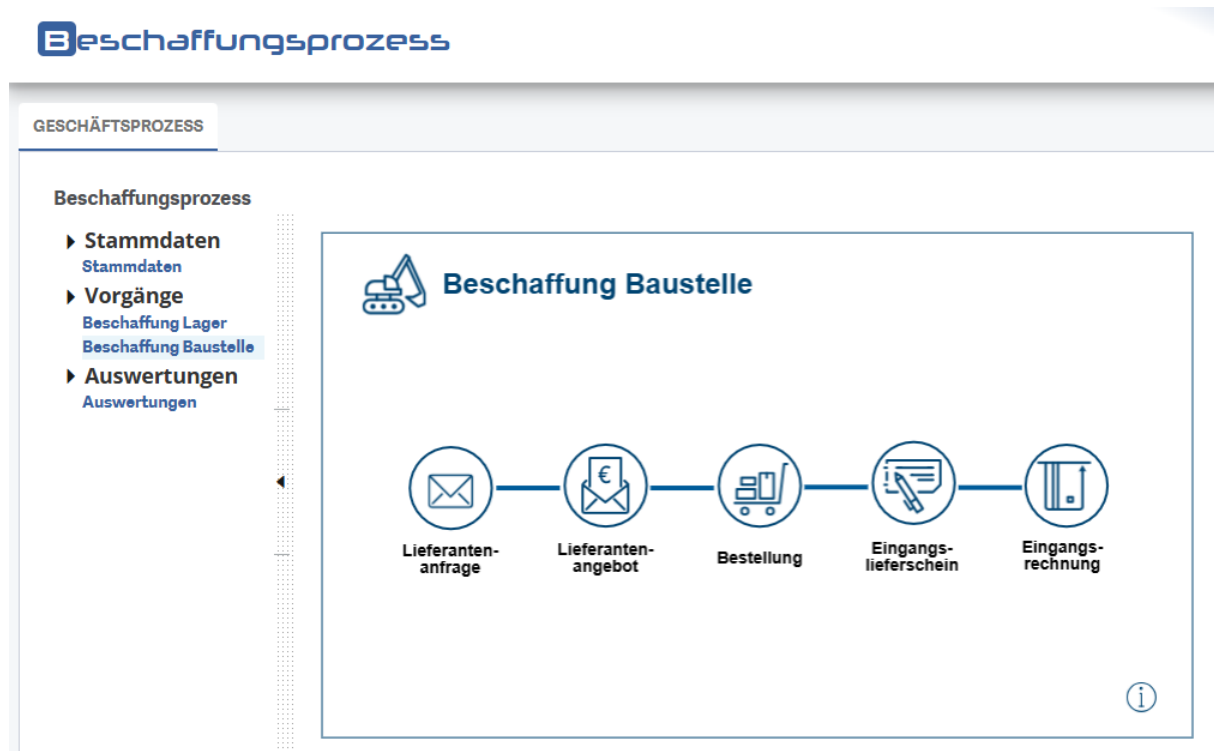 Beschaffungsprozess
GESCHÄFTSPROZESS
Beschaffungsprozess
Stammdaten
Stammdaten
Vorgänge
Beschaffung Lager
Beschaffung Baustelle
Auswertungen
Auswertungen
Beschaffung Baustelle
€
Lieferanten-
anfrage
Lieferanten-
angebot
Bestellung
Eingangs-
lieferschein
Eingangs-
rechnung
i